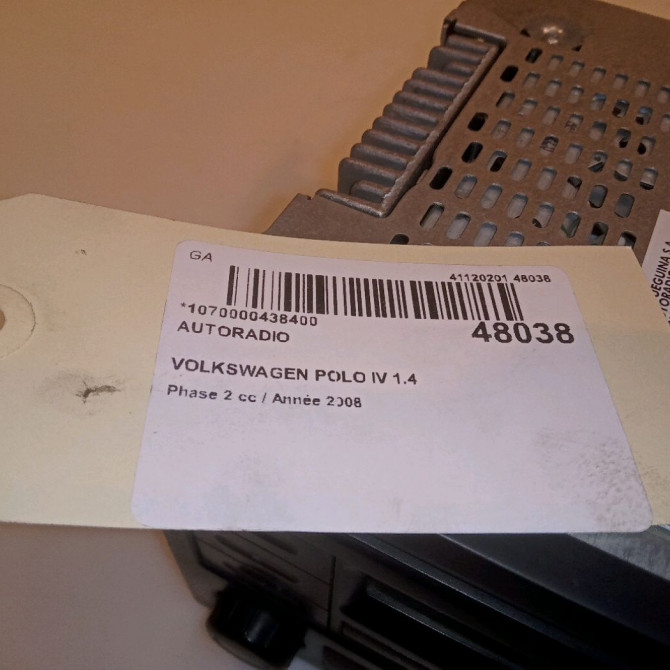 GA
41120201 48038
*1070000438400
48038
AUTORADIO
VOLKSWAGEN POLO IV 1.4
Phase 2 cc / Année 2008